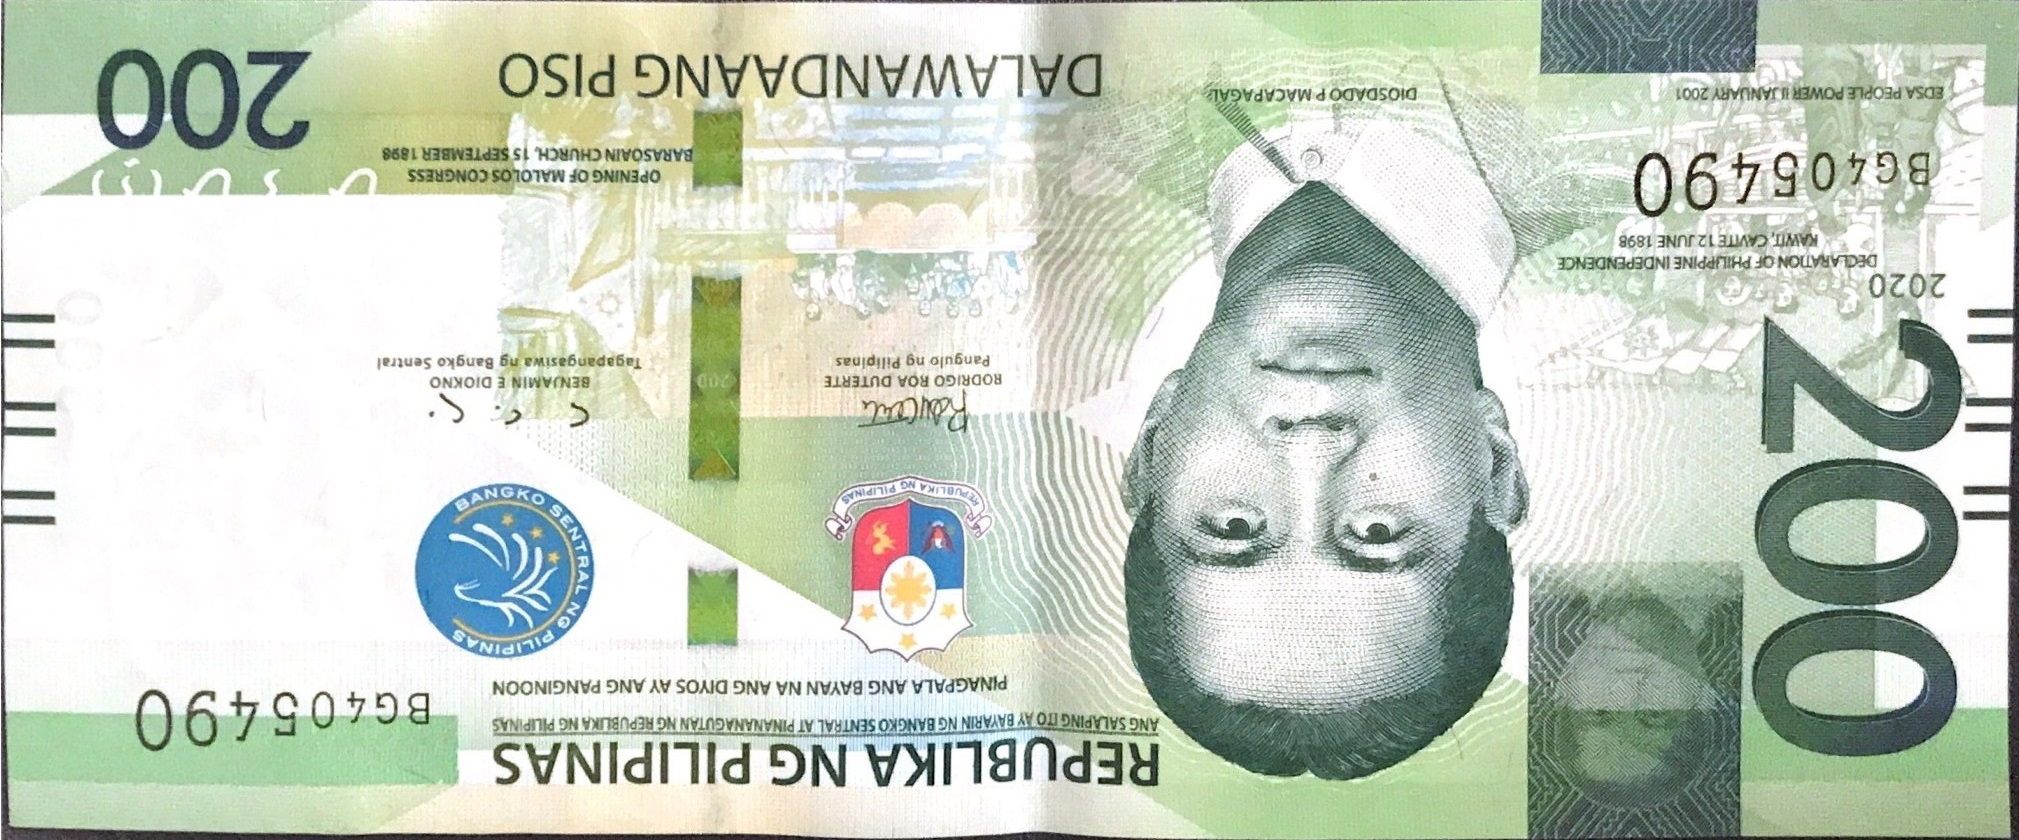 REPUBLIKA NG PILIPINAS
ANG SALAPING ITO AY BAYARIN NG BANGKO SENTRAL AT PINANANAGUTAN NG REPUBLIKA NG PILIPINAS
PINAGPALA ANG BAYAN NA ANG DIYOS AY ANG PANGINOON
BG405490
200
REPUBLIKA NG PILIPINAS
BANGKO SENTRAL NG PILIPINAS
RODRIGO ROA DUTERTE
Pangulo ng Pilipinas
BENJAMIN E DIOKNO
Tagapangasiwa ng Bangko Sentral
200
2020
DECLARATION OF PHILIPPINE INDEPENDENCE
KAWIT, CAVITE 12 JUNE 1898
BG405490
EDSA PEOPLE POWER II JANUARY 2001
DIOSDADO P MACAPAGAL
OPENING OF MALOLOS CONGRESS
BARASOAIN CHURCH, 15 SEPTEMBER 1898
DALAWANDAANG PISO
200